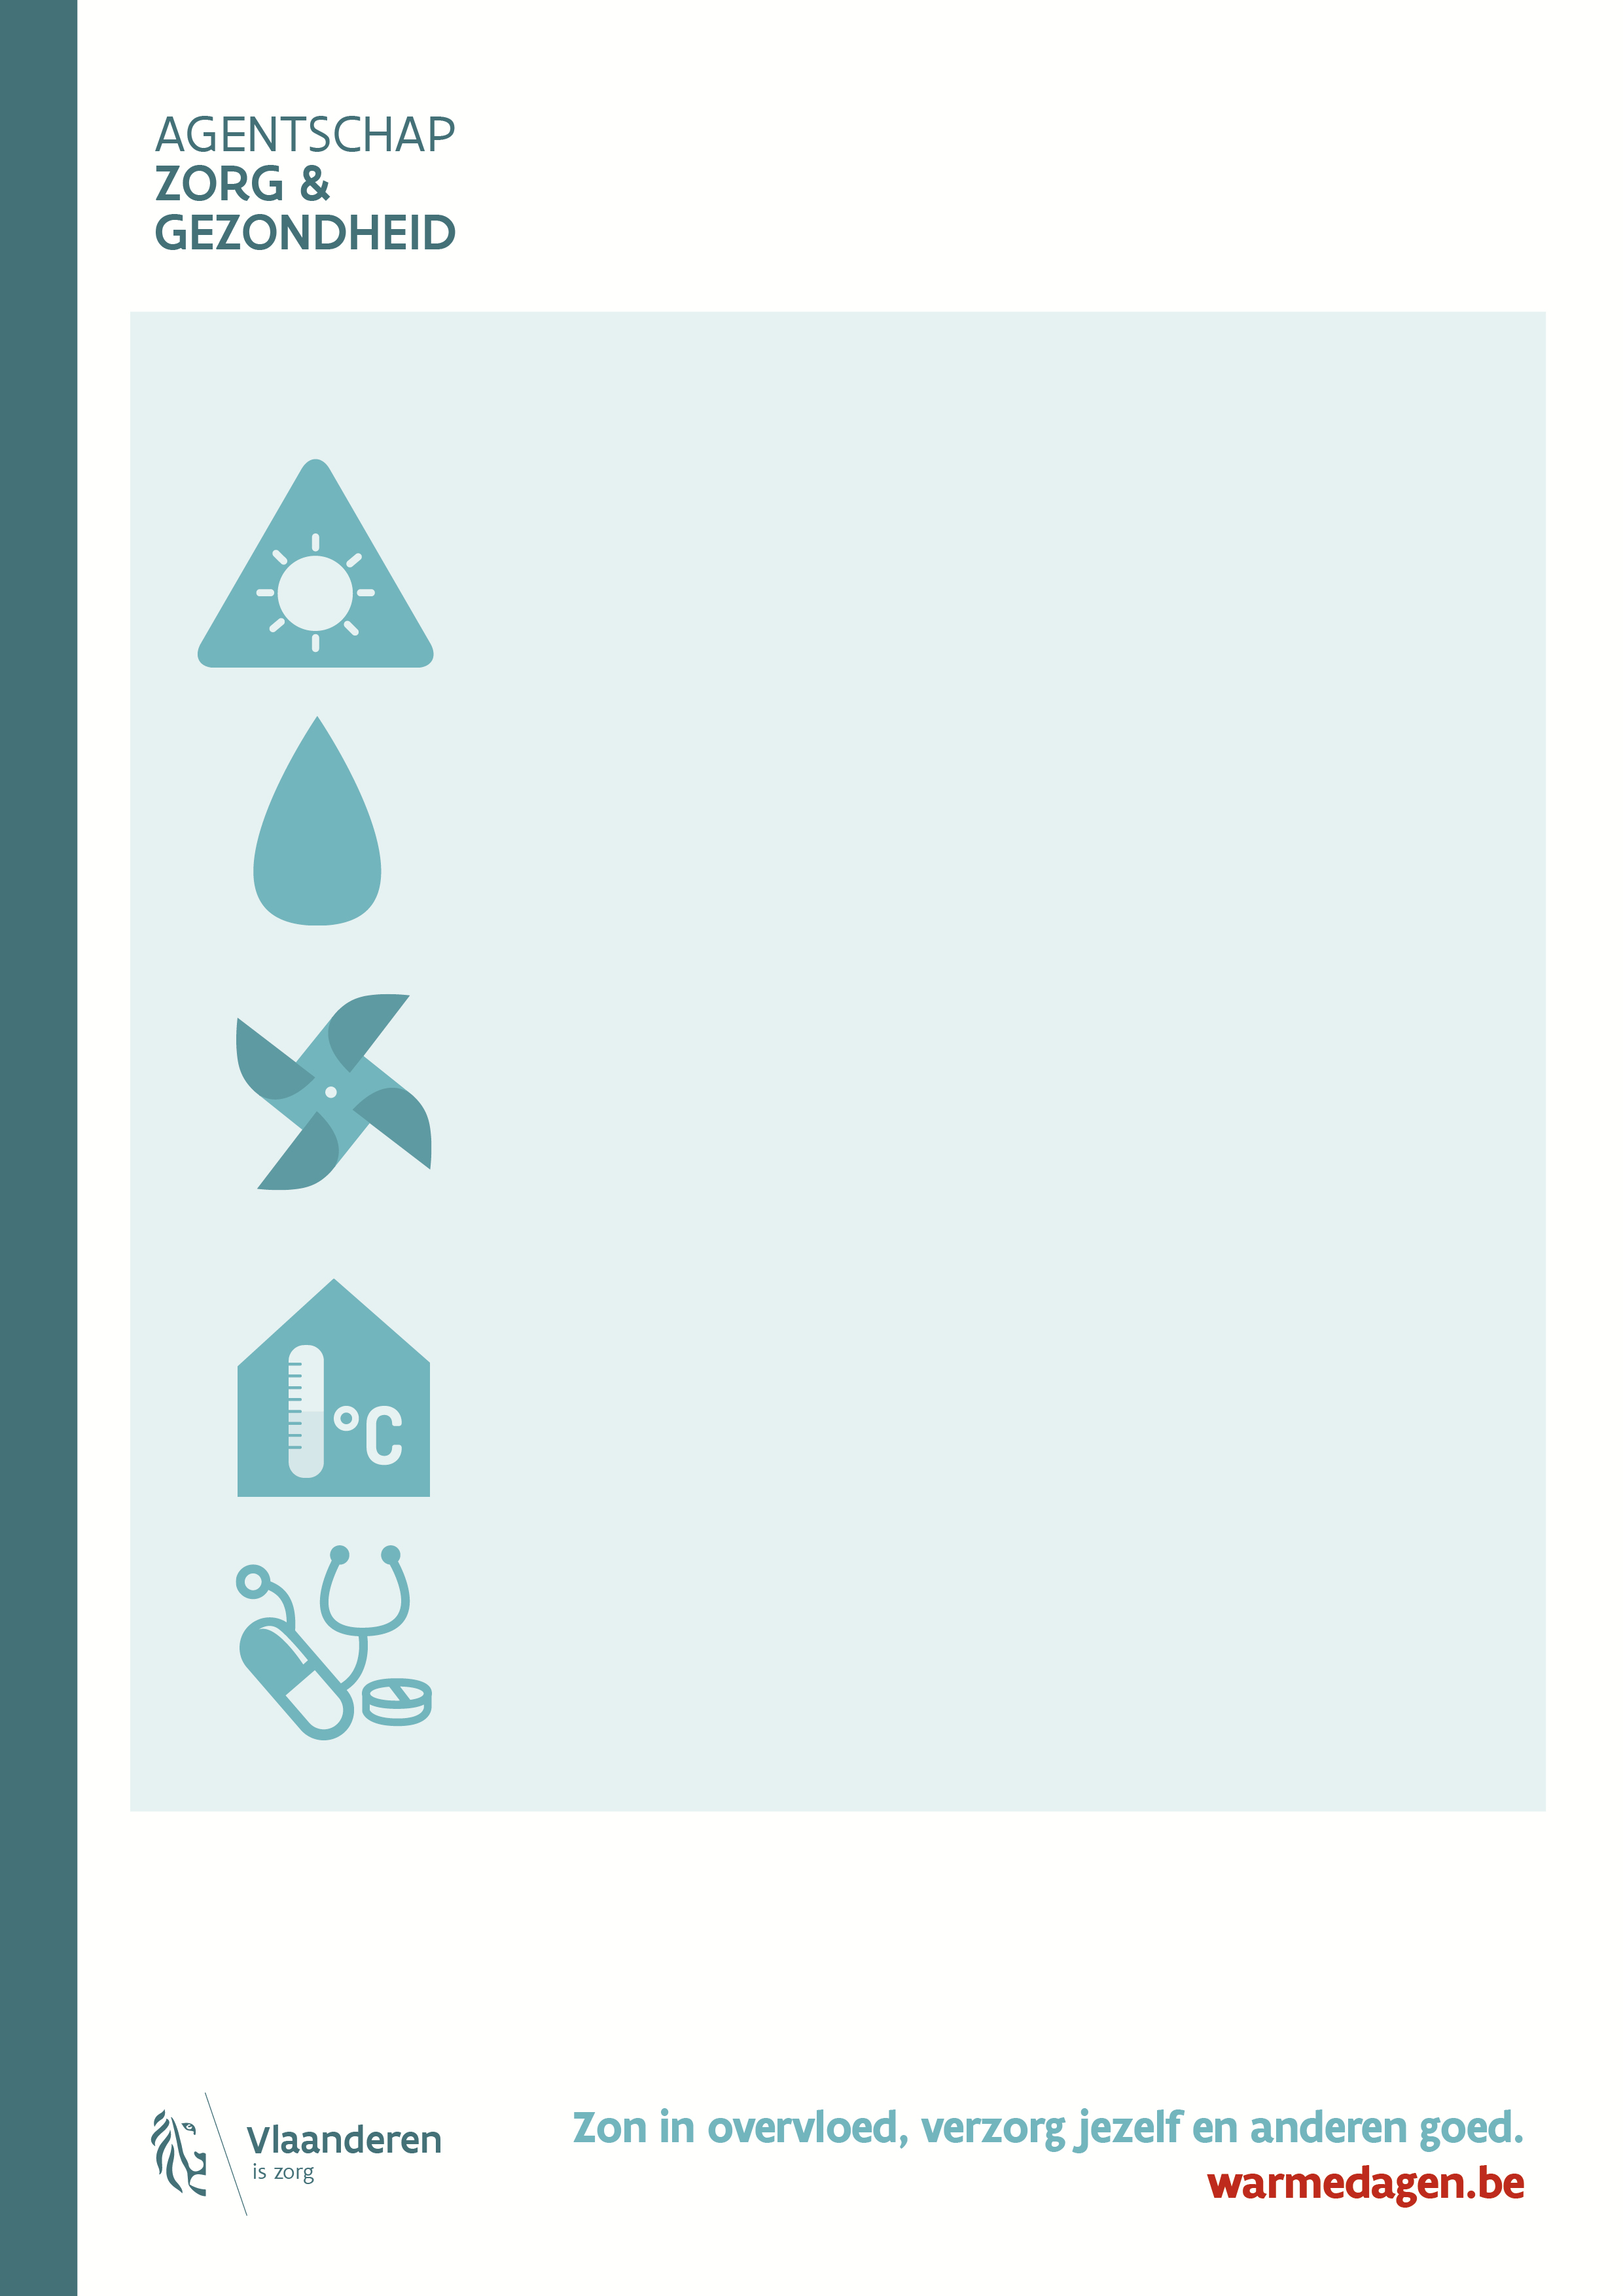 AGENTSCHAP
ZORG &
GEZONDHEID
°C
Vlaanderen
is zorg
Zon in overvloed, verzorg jezelf en anderen goed.
warmedagen.be